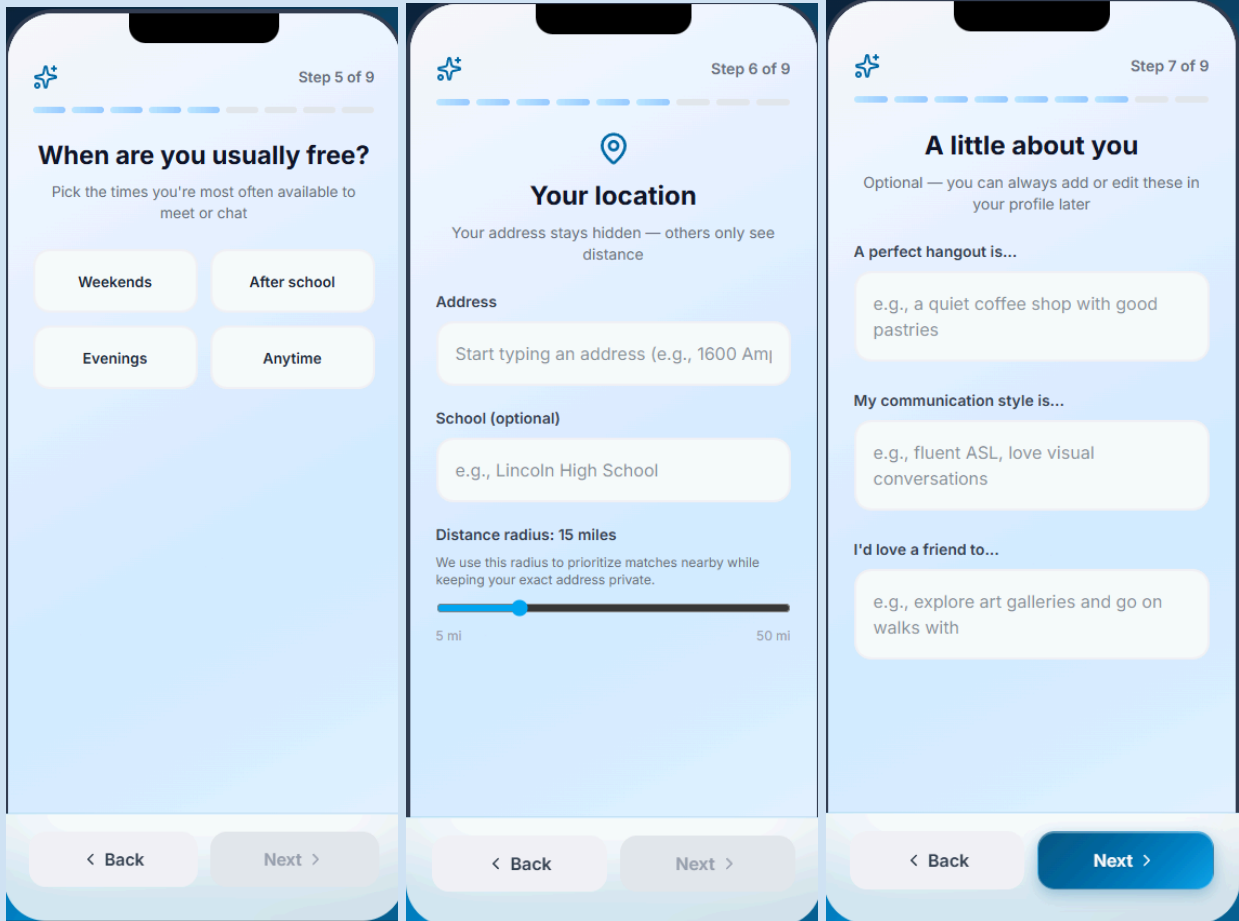 Step 5 of 9
When are you usually free?
Pick the times you're most often available to
meet or chat
Weekends
After school
Evenings
Anytime
Back
Next
Step 6 of 9
Your location
Your address stays hidden — others only see
distance
Address
Start typing an address (e.g., 1600 Amp
School (optional)
e.g., Lincoln High School
Distance radius: 15 miles
We use this radius to prioritize matches nearby while
keeping your exact address private.
5 mi
50 mi
Back
Next
Step 7 of 9
A little about you
Optional — you can always add or edit these in
your profile later
A perfect hangout is...
e.g., a quiet coffee shop with good
pastries
My communication style is...
e.g., fluent ASL, love visual
conversations
I'd love a friend to...
e.g., explore art galleries and go on
walks with
Back
Next